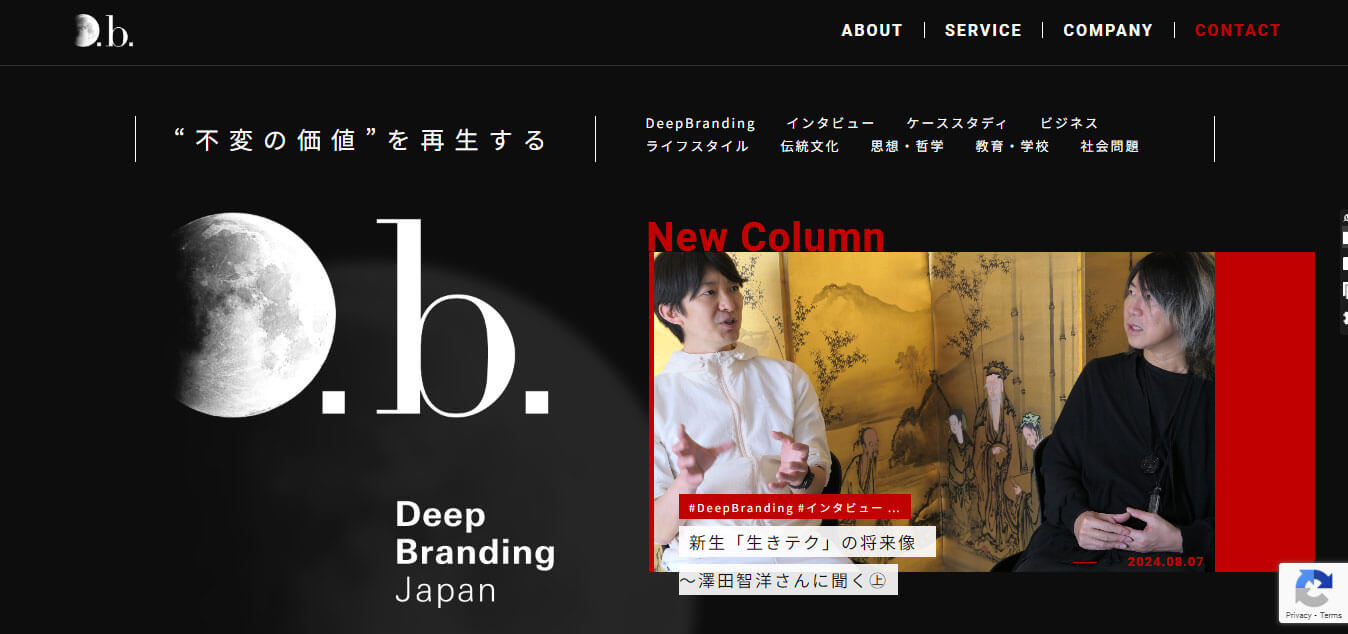 .b.
ABOUT
SERVICE
COMPANY
CONTACT
“不変の価値”を再生する
DeepBranding インタビュー ケーススタディ ビジネス
ライフスタイル 伝統文化 思想・哲学 教育・学校 社会問題
.b.
Deep
Branding
Japan
New Column
#DeepBranding #インタビュー ...
新生「生きテク」の将来像
～澤田智洋さんに聞く㊤
2024.08.07
Privacy - Terms